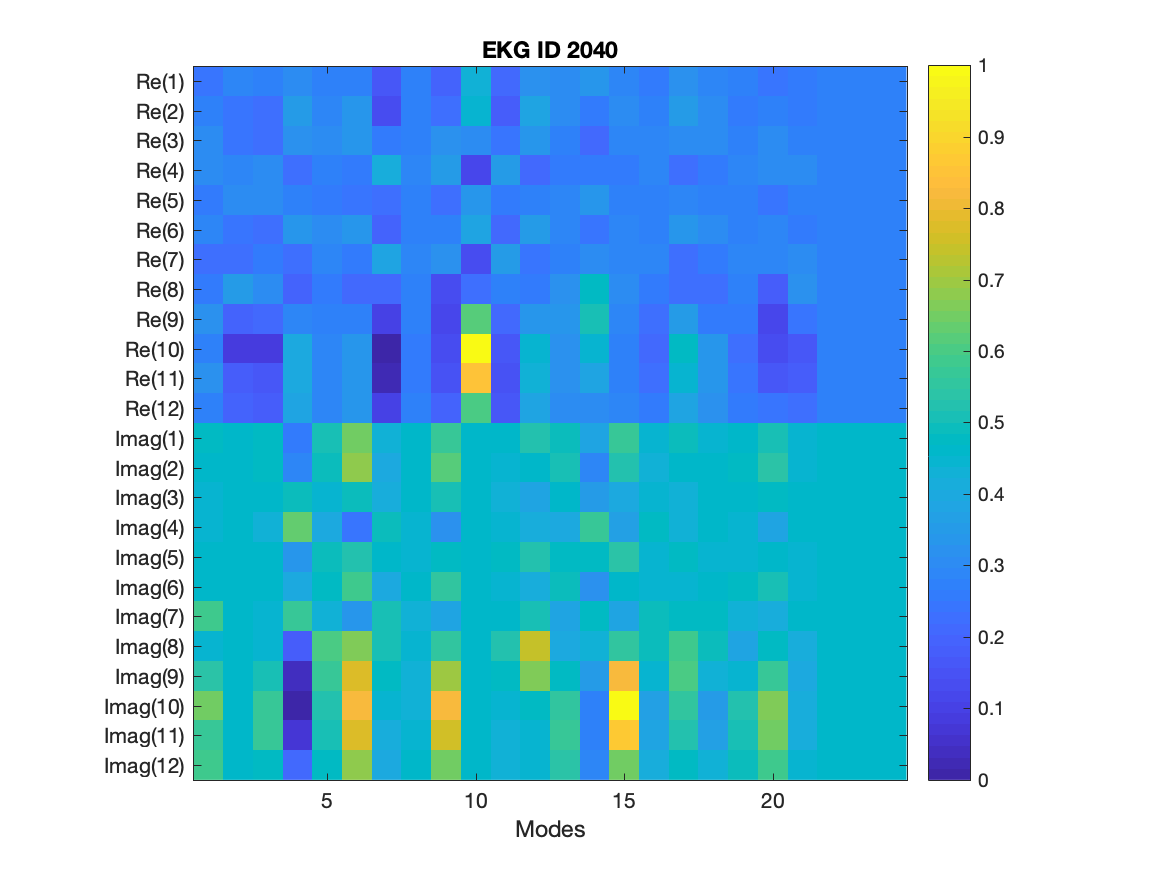 EKG ID 2040
Re(1)
Re(2)
Re(3)
Re(4)
Re(5)
Re(6)
Re(7)
Re(8)
Re(9)
Re(10)
Re(11)
Re(12)
Imag(1)
Imag(2)
Imag(3)
Imag(4)
Imag(5)
Imag(6)
Imag(7)
Imag(8)
Imag(9)
Imag(10)
Imag(11)
Imag(12)
5 10 15 20
Modes
1
0.9
0.8
0.7
0.6
0.5
0.4
0.3
0.2
0.1
0